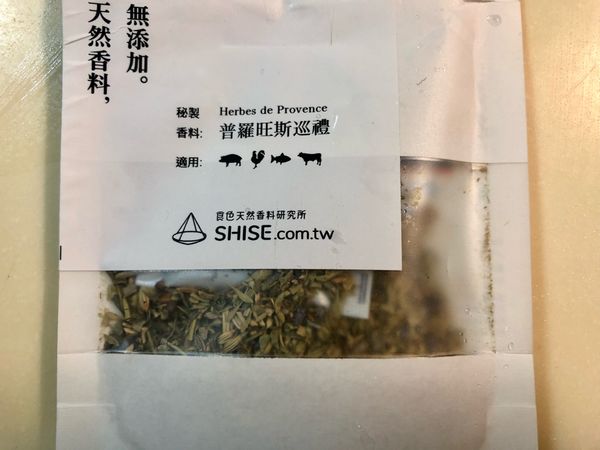 天然香料,
無添加。
秘製香料: Herbes de Provence
普羅旺斯巡禮
適用:
食色天然香料研究所
SHISE.com.tw